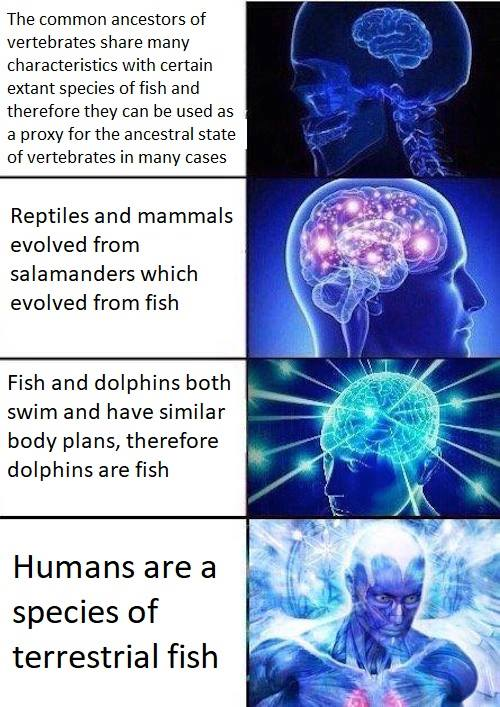 The common ancestors of
vertebrates share many
characteristics with certain
extant species of fish and
therefore they can be used as
a proxy for the ancestral state
of vertebrates in many cases
Reptiles and mammals
evolved from
salamanders which
evolved from fish
Fish and dolphins both
swim and have similar
body plans, therefore
dolphins are fish
Humans are a
species of
terrestrial fish